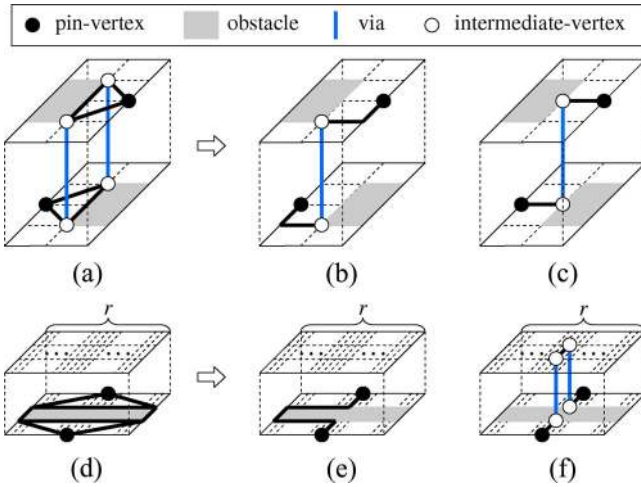 pin-vertex obstacle via intermediate-vertex
(a) (b) (c)
r r r
(d) (e) (f)